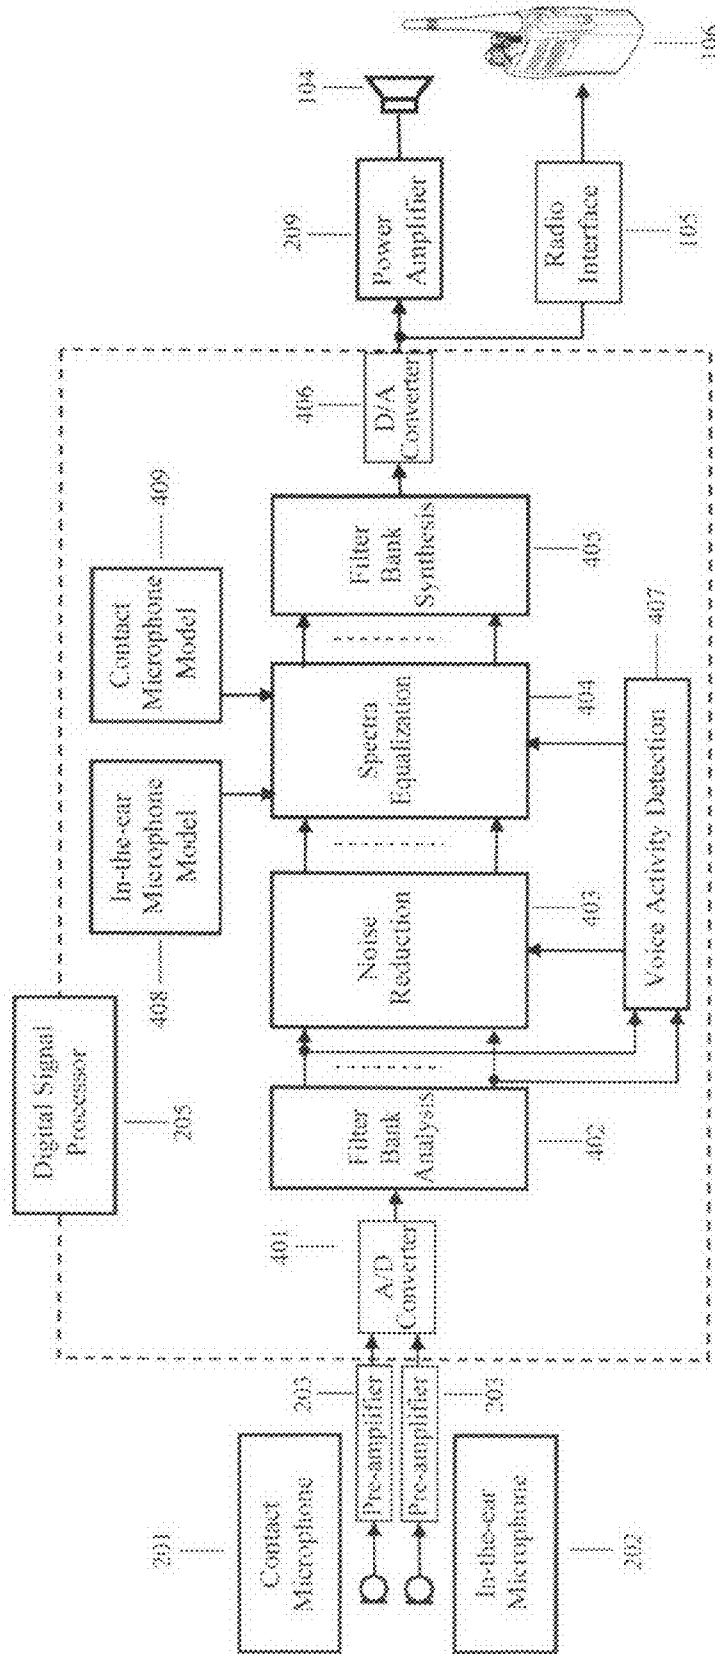 Digital Signal
Processor
205
In-the-ear
Microphone
Model
408
Contact
Microphone
Model
409
201
Contact
Microphone
203
Pre-amplifier
Pre-amplifier
203
In-the-ear
Microphone
202
401
A/D
Converter
Filter
Bank
Analysis
402
Noise
Reduction
403
Spectra
Equalization
404
Filter
Bank
Synthesis
405
406
D/A
Converter
Voice Activity Detection
407
209
Power
Amplifier
104
Radio
Interface
105
106